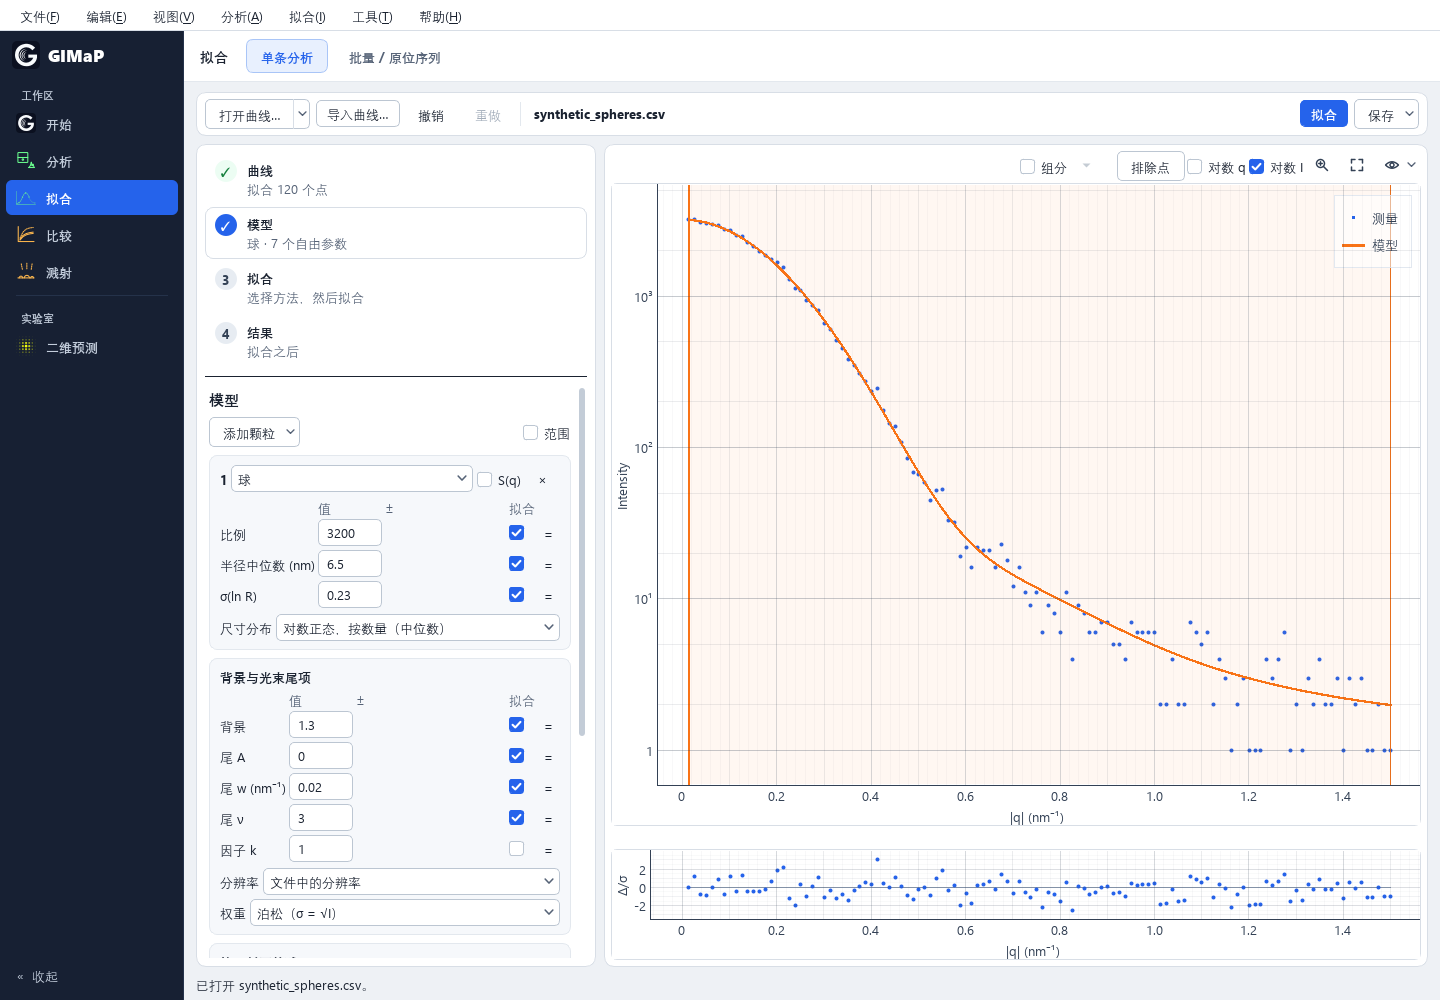 文件(F) 编辑(E) 视图(V) 分析(A) 拟合(I) 工具(T) 帮助(H)
GIMaP
工作区
开始
分析
拟合
比较
溅射
实验室
二维预测
« 收起
拟合 单条分析 批量 / 原位序列
打开曲线... 导入曲线... 撤销 重做 synthetic_spheres.csv 拟合 保存
✓ 曲线
拟合 120 个点
✓ 模型
球 · 7 个自由参数
3 拟合
选择方法，然后拟合
4 结果
拟合之后
模型
添加颗粒 范围
1 球 S(q) ×
值 ± 拟合
比例 3200 =
半径中位数 (nm) 6.5 =
σ(ln R) 0.23 =
尺寸分布 对数正态，按数量（中位数）
背景与光束尾项
值 ± 拟合
背景 1.3 =
尾 A 0 =
尾 w (nm⁻¹) 0.02 =
尾 ν 3 =
因子 k 1 =
分辨率 文件中的分辨率
权重 泊松（σ = √I）
组分 排除点 对数 q 对数 I
测量
模型
10³
10²
10¹
1
Intensity
0 0.2 0.4 0.6 0.8 1.0 1.2 1.4
|q| (nm⁻¹)
2
0
-2
Δ/σ
0 0.2 0.4 0.6 0.8 1.0 1.2 1.4
|q| (nm⁻¹)
已打开 synthetic_spheres.csv。